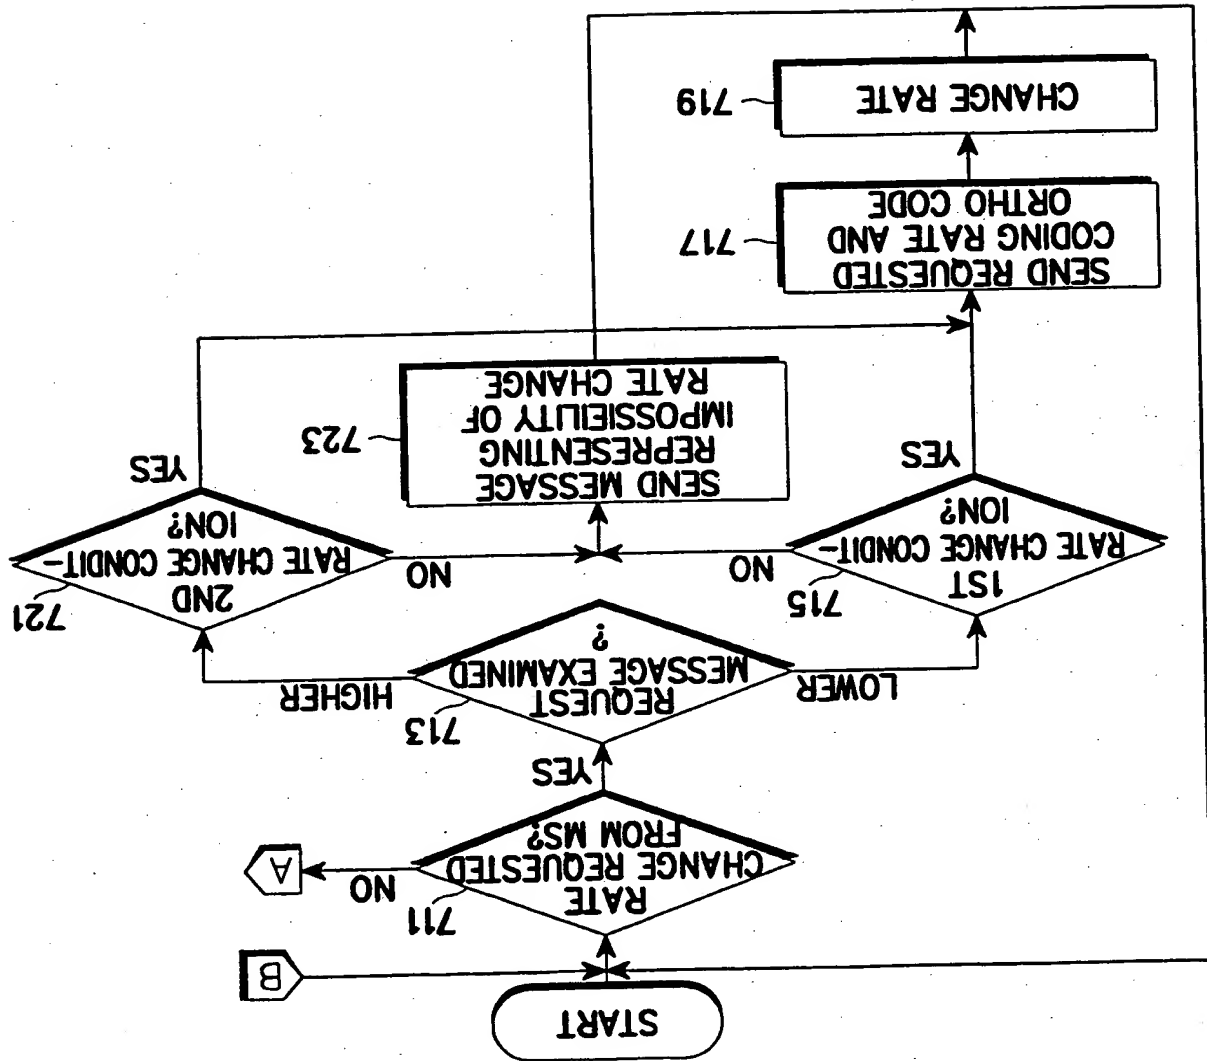 START
B
RATE
CHANGE REQUESTED
FROM MS?
711
NO
A
YES
REQUEST
MESSAGE EXAMINED
?
713
LOWER
HIGHER
1ST
RATE CHANGE CONDIT-
ION?
715
NO
YES
2ND
RATE CHANGE CONDIT-
ION?
721
NO
YES
SEND MESSAGE
REPRESENTING
IMPOSSIEILITY OF
RATE CHANGE
723
SEND REQUESTED
CODING RATE AND
ORTHO CODE
717
CHANGE RATE
719